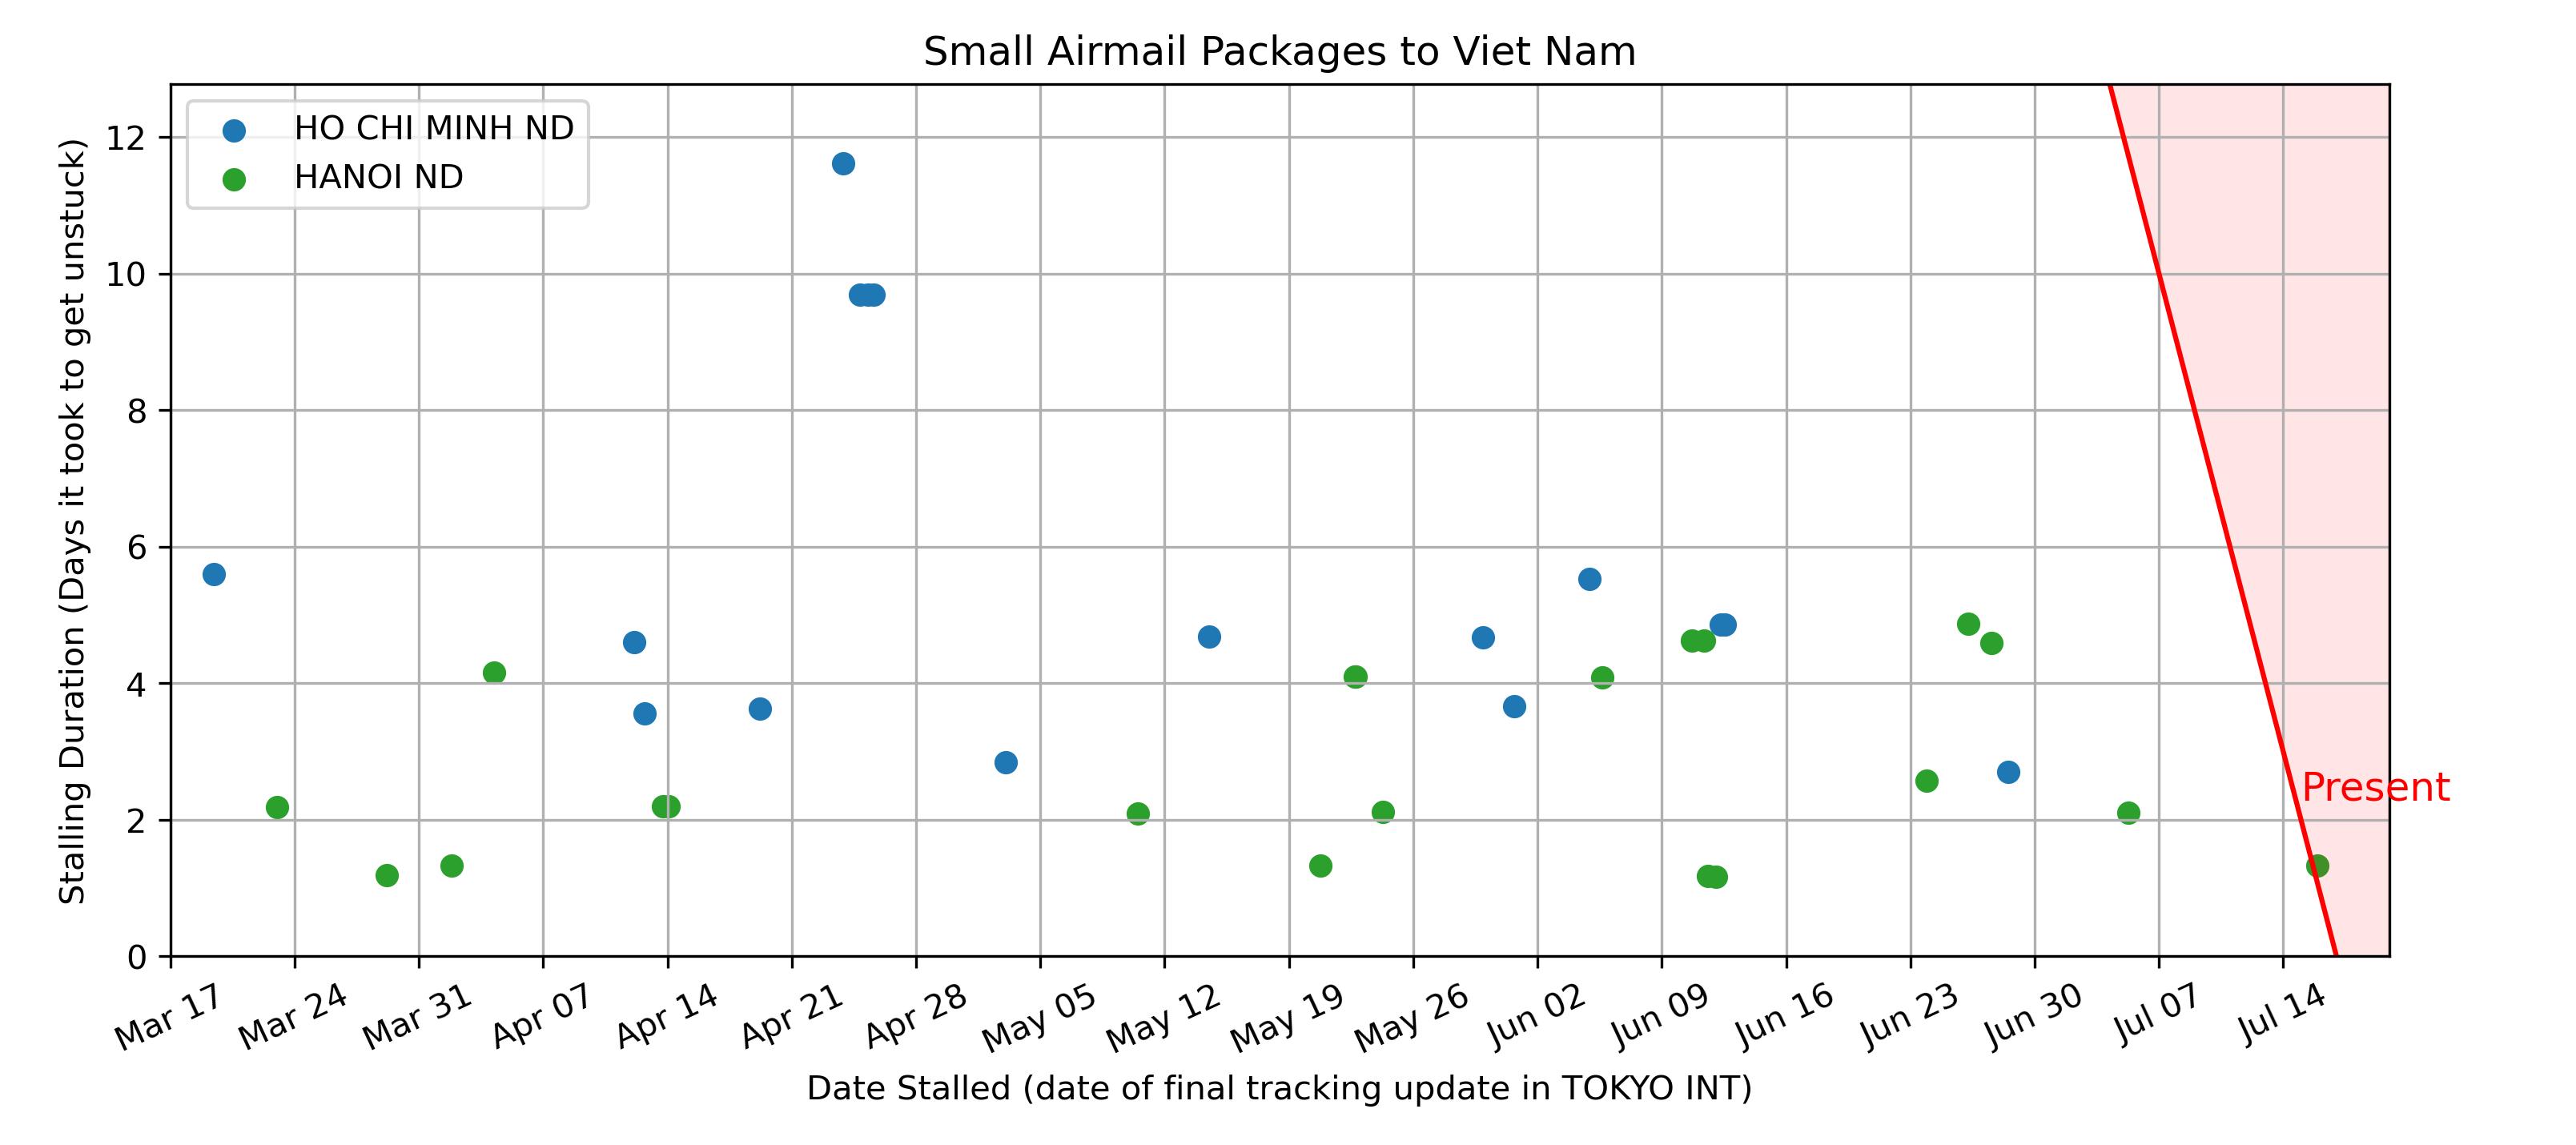 Small Airmail Packages to Viet Nam
HO CHI MINH ND
HANOI ND
Stalling Duration (Days it took to get unstuck)
12
10
8
6
4
2
0
Present
Mar 17
Mar 24
Mar 31
Apr 07
Apr 14
Apr 21
Apr 28
May 05
May 12
May 19
May 26
Jun 02
Jun 09
Jun 16
Jun 23
Jun 30
Jul 07
Jul 14
Date Stalled (date of final tracking update in TOKYO INT)